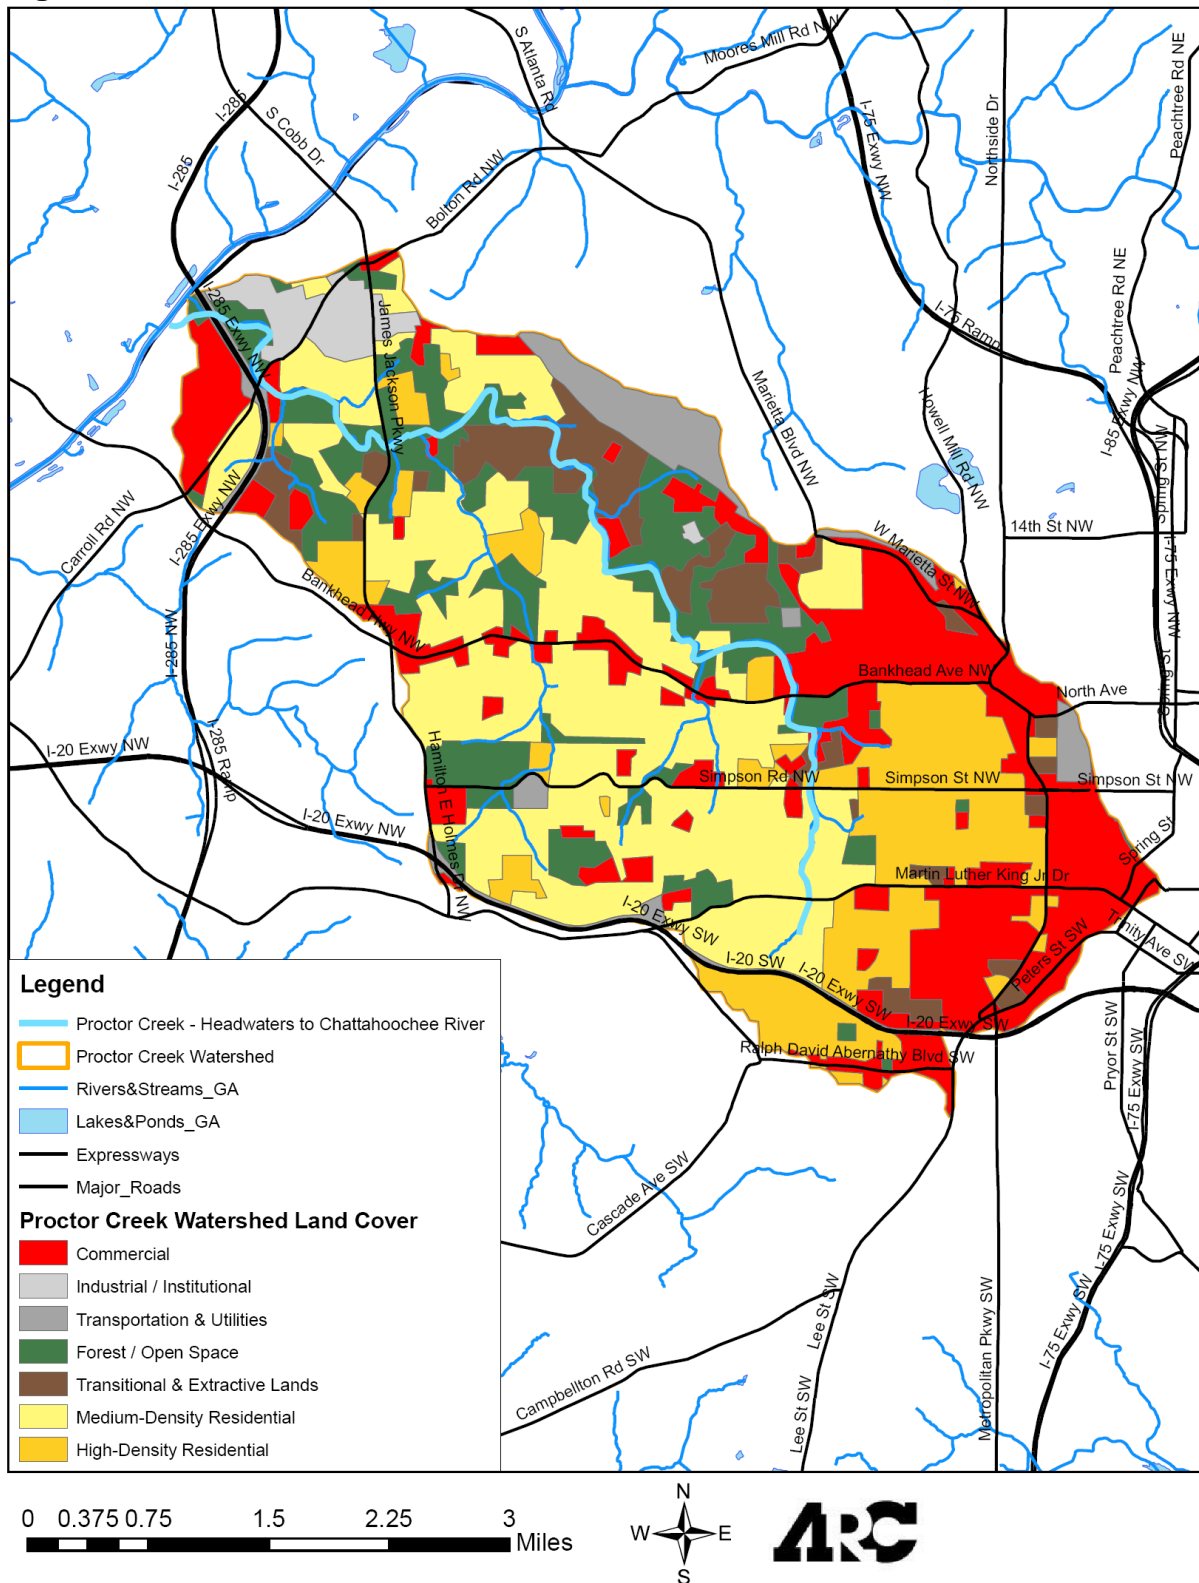 Moores Mill Rd NW
S Atlanta Rd
I-285
S Cobb Dr
I-285
Bolton Rd NW
I-75 Exwy NW
Northside Dr
Peachtree Rd NE
Peachtree Rd NE
I-285 Exwy NW
James Jackson Pkwy
I-75 Ramp
Marietta Blvd NW
Howell Mill Rd NW
I-85 Exwy NW
Spring St NW
14th St NW
I-75 Exwy NW
Carroll Rd NW
I-285 Exwy NW
W Marietta St NW
Bankhead Hwy NW
I-285 NW
Bankhead Ave NW
North Ave
Spring St
I-20 Exwy NW
I-285 Ramp
Hamilton E Holmes Dr NW
Simpson Rd NW
Simpson St NW
Simpson St NW
I-20 Exwy NW
Spring St
Martin Luther King Jr Dr
I-20 Exwy SW
Trinity Ave SW
Peters St SW
I-20 SW
I-20 Exwy SW
I-20 Exwy SW
Ralph David Abernathy Blvd SW
Pryor St SW
I-75 Exwy SW
Cascade Ave SW
I-75 Exwy SW
Lee St SW
Metropolitan Pkwy SW
I-75 Exwy SW
Campbellton Rd SW
Lee St SW
Legend
Proctor Creek - Headwaters to Chattahoochee River
Proctor Creek Watershed
Rivers&Streams_GA
Lakes&Ponds_GA
Expressways
Major_Roads
Proctor Creek Watershed Land Cover
Commercial
Industrial / Institutional
Transportation & Utilities
Forest / Open Space
Transitional & Extractive Lands
Medium-Density Residential
High-Density Residential
0 0.375 0.75 1.5 2.25 3
Miles
N
W E
S
ARC